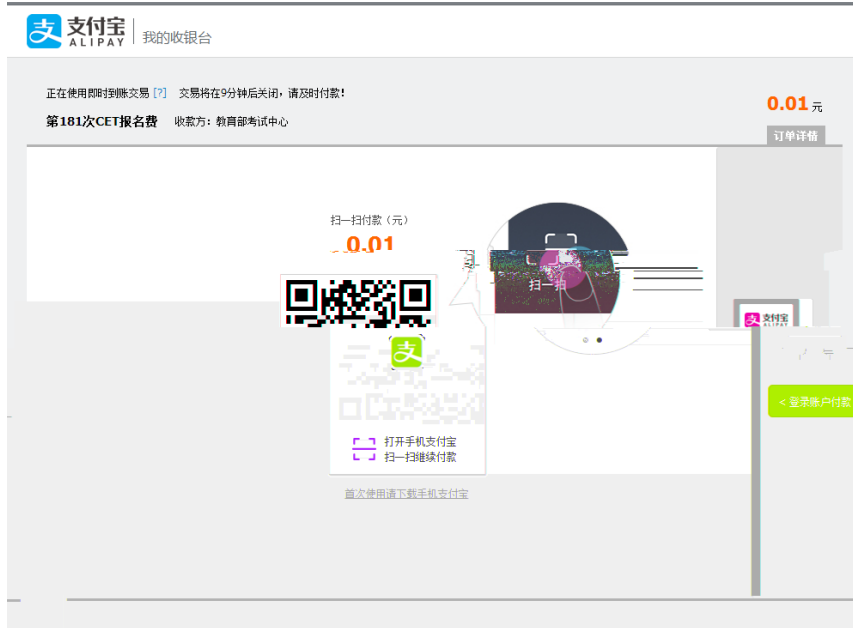 支付宝
ALIPAY
我的收银台
正在使用即时到账交易 [?] 交易将在9分钟后关闭，请及时付款！
0.01 元
第181次CET报名费 收款方：教育部考试中心
订单详情
扫一扫付款（元）
0.01
扫一扫
支付宝
打开手机支付宝
扫一扫继续付款
< 登录账户付款
首次使用请下载手机支付宝